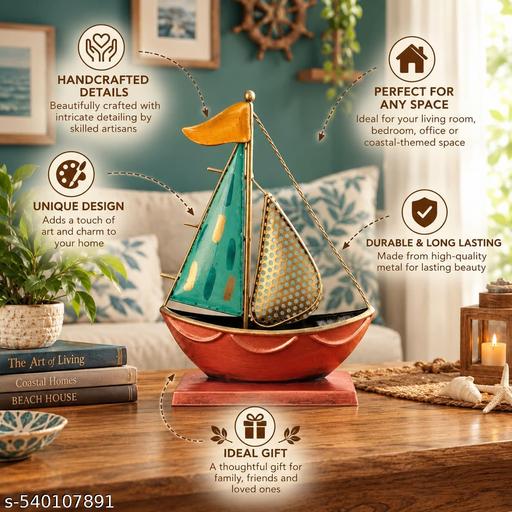 HANDCRAFTED
DETAILS
Beautifully crafted with
intricate detailing by
skilled artisans
PERFECT FOR
ANY SPACE
Ideal for your living room,
bedroom, office or
coastal-themed space
UNIQUE DESIGN
Adds a touch of
art and charm to
your home
DURABLE & LONG LASTING
Made from high-quality
metal for lasting beauty
The Art of Living
Coastal Homes
BEACH HOUSE
IDEAL GIFT
A thoughtful gift for
family, friends and
loved ones
s-540107891